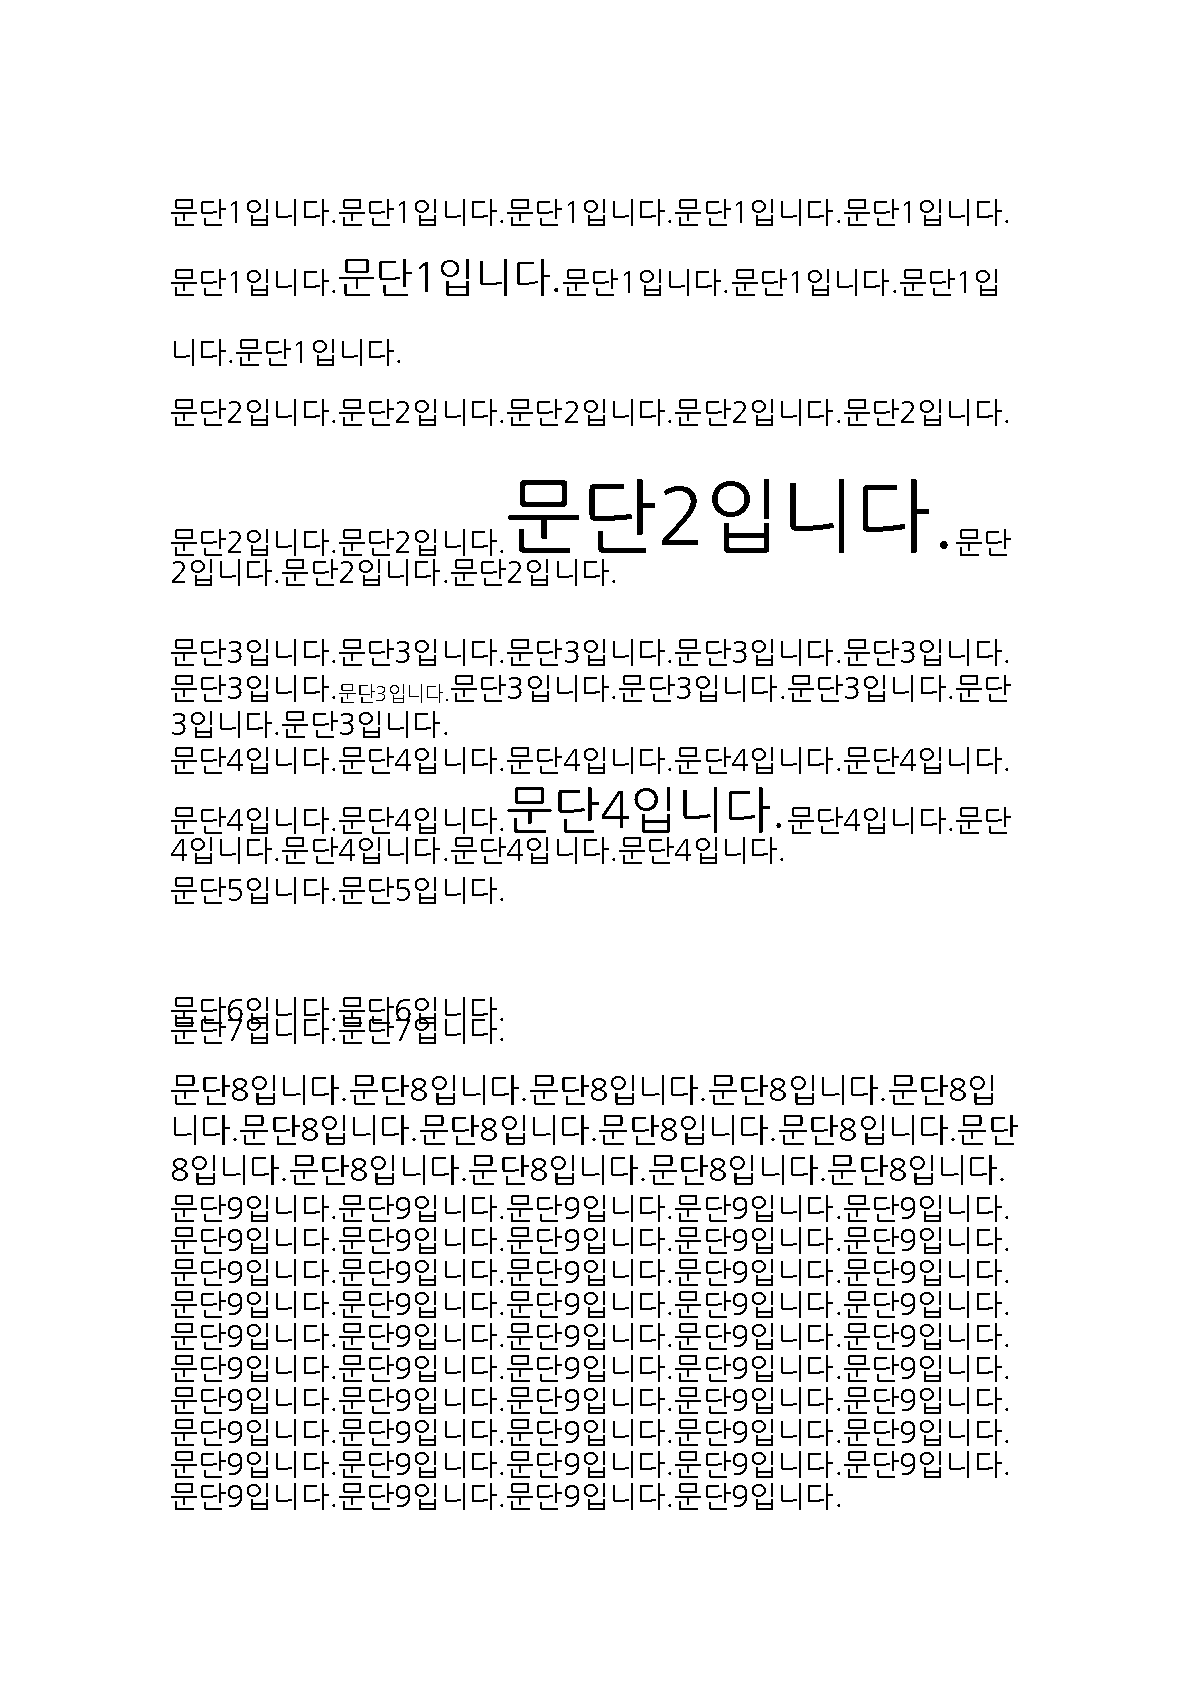 문단1입니다.문단1입니다.문단1입니다.문단1입니다.문단1입니다.
문단1입니다.문단1입니다.문단1입니다.문단1입니다.문단1입
니다.문단1입니다.
문단2입니다.문단2입니다.문단2입니다.문단2입니다.문단2입니다.
문단2입니다.문단2입니다.문단2입니다.문단
2입니다.문단2입니다.문단2입니다.
문단3입니다.문단3입니다.문단3입니다.문단3입니다.문단3입니다.
문단3입니다.문단3입니다.문단3입니다.문단3입니다.문단3입니다.문단
3입니다.문단3입니다.
문단4입니다.문단4입니다.문단4입니다.문단4입니다.문단4입니다.
문단4입니다.문단4입니다.문단4입니다.문단4입니다.문단
4입니다.문단4입니다.문단4입니다.문단4입니다.
문단5입니다.문단5입니다.
문단6입니다.문단6입니다.
문단7입니다.문단7입니다.
문단8입니다.문단8입니다.문단8입니다.문단8입니다.문단8입
니다.문단8입니다.문단8입니다.문단8입니다.문단8입니다.문단
8입니다.문단8입니다.문단8입니다.문단8입니다.문단8입니다.
문단9입니다.문단9입니다.문단9입니다.문단9입니다.문단9입니다.
문단9입니다.문단9입니다.문단9입니다.문단9입니다.문단9입니다.
문단9입니다.문단9입니다.문단9입니다.문단9입니다.문단9입니다.
문단9입니다.문단9입니다.문단9입니다.문단9입니다.문단9입니다.
문단9입니다.문단9입니다.문단9입니다.문단9입니다.문단9입니다.
문단9입니다.문단9입니다.문단9입니다.문단9입니다.문단9입니다.
문단9입니다.문단9입니다.문단9입니다.문단9입니다.문단9입니다.
문단9입니다.문단9입니다.문단9입니다.문단9입니다.문단9입니다.
문단9입니다.문단9입니다.문단9입니다.문단9입니다.문단9입니다.
문단9입니다.문단9입니다.문단9입니다.문단9입니다.